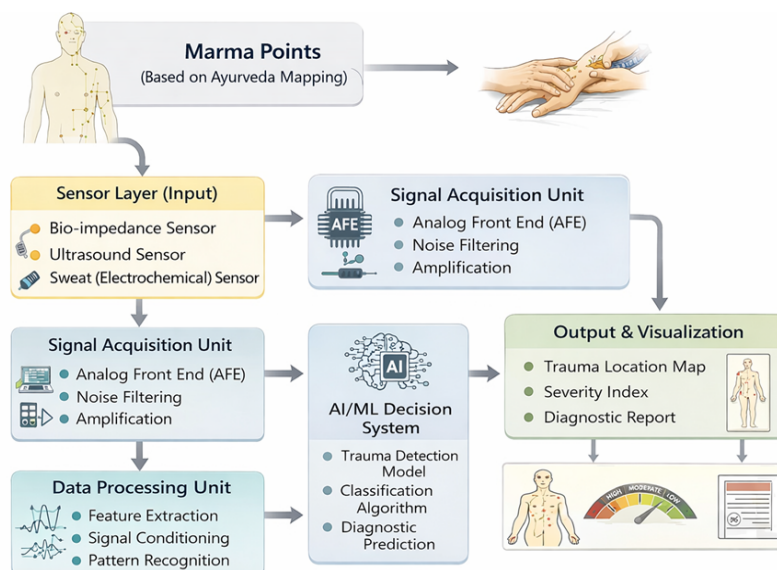 Marma Points
(Based on Ayurveda Mapping)
Sensor Layer (Input)
Bio-impedance Sensor
Ultrasound Sensor
Sweat (Electrochemical) Sensor
Signal Acquisition Unit
AFE
Analog Front End (AFE)
Noise Filtering
Amplification
Signal Acquisition Unit
Analog Front End (AFE)
Noise Filtering
Amplification
AI
AI/ML Decision
System
Trauma Detection
Model
Classification
Algorithm
Diagnostic
Prediction
Output & Visualization
Trauma Location Map
Severity Index
Diagnostic Report
Data Processing Unit
Feature Extraction
Signal Conditioning
Pattern Recognition
HIGH MODERATE LOW